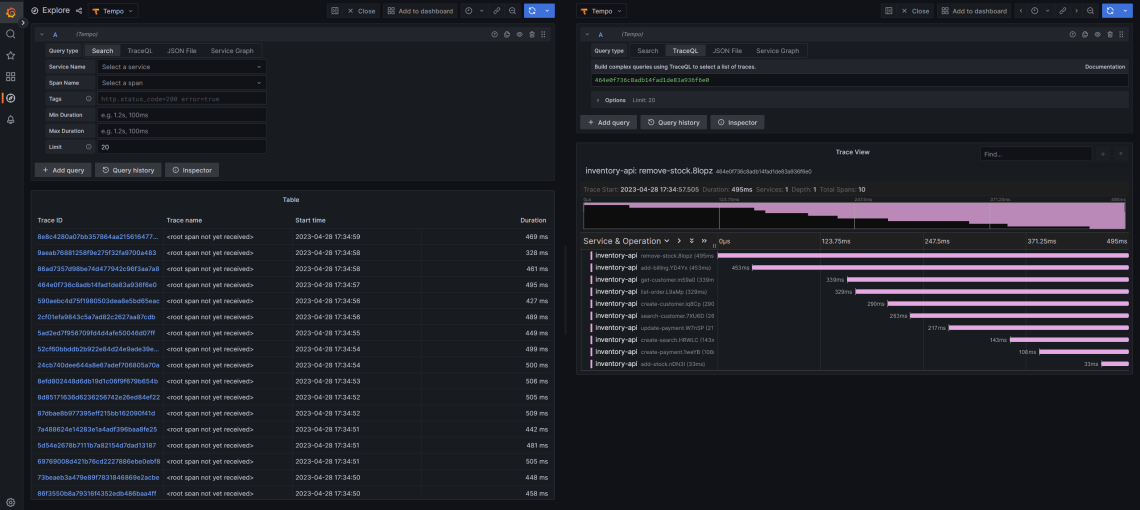 Explore Tempo Close Add to dashboard
A (Tempo)
Query type Search TraceQL JSON File Service Graph
Service Name Select a service
Span Name Select a span
Tags http.status_code=200 error=true
Min Duration e.g. 1.2s, 100ms
Max Duration e.g. 1.2s, 100ms
Limit 20
+ Add query Query history Inspector
Table
Trace ID Trace name Start time Duration
<root span not yet received> 2023-04-28 17:34:59 469 ms
9aeab76881258f9e275f32fa9700a483 <root span not yet received> 2023-04-28 17:34:58 328 ms
86ad7357d98be74d477942c96f3aa7a8 <root span not yet received> 2023-04-28 17:34:58 461 ms
464e0f736c8adb14fad1de83a936f6e0 <root span not yet received> 2023-04-28 17:34:57 495 ms
590aebc4d75f1980503dea8e5bd65eac <root span not yet received> 2023-04-28 17:34:56 427 ms
2cf01efa9843c5a7ad82c2627aa87cdb <root span not yet received> 2023-04-28 17:34:56 489 ms
5ad2ed7f956709fd4d4afe50046d07ff <root span not yet received> 2023-04-28 17:34:55 449 ms
52cf60bbddb2b922e84d24e9ade39e... <root span not yet received> 2023-04-28 17:34:54 499 ms
24cb740dee644a8e67adef706805a70a <root span not yet received> 2023-04-28 17:34:54 500 ms
8efd802448d6db19d1c06f9f679b654b <root span not yet received> 2023-04-28 17:34:53 506 ms
8d85171636d6236256742e26ed84ef22 <root span not yet received> 2023-04-28 17:34:52 505 ms
87dbae8b977395eff215bb162090f41d <root span not yet received> 2023-04-28 17:34:52 509 ms
7a488624e14283e1a4adf396baa8fe25 <root span not yet received> 2023-04-28 17:34:51 442 ms
5d54e2678b7111b7a82154d7dad13187 <root span not yet received> 2023-04-28 17:34:51 481 ms
69769008d421b76cd2227886ebe0ebf8 <root span not yet received> 2023-04-28 17:34:51 505 ms
73beaeb3a479e89f7831846869e2acbe <root span not yet received> 2023-04-28 17:34:50 448 ms
86f3550b8a79316f4352edb486baa4ff <root span not yet received> 2023-04-28 17:34:50 458 ms
Tempo Close Add to dashboard
A (Tempo)
Query type Search TraceQL JSON File Service Graph
Build complex queries using TraceQL to select a list of traces. Documentation
464e0f736c8adb14fad1de83a936f6e0
Options Limit: 20
+ Add query Query history Inspector
Trace View
Find...
inventory-api: remove-stock.8lopz 464e0f736c8adb14fad1de83a936f6e0
Trace Start: 2023-04-28 17:34:57.505 Duration: 495ms Services: 1 Depth: 1 Total Spans: 10
0μs 123.75ms 247.5ms 371.25ms 495ms
Service & Operation 0μs 123.75ms 247.5ms 371.25ms 495ms
inventory-api remove-stock.8lopz (495ms
inventory-api add-billing.YD4Yx (453ms) 453ms
inventory-api get-customer.m59a0 (339m 339ms
inventory-api list-order.L9aMp (329ms) 329ms
inventory-api create-customer.iq8Cp (290 290ms
inventory-api search-customer.7XU6D (26 263ms
inventory-api update-payment.W7nSP (21 217ms
inventory-api create-search.HRWLC (143m 143ms
inventory-api create-payment.1weYB (108m 108ms
inventory-api add-stock.nDN3I (33ms) 33ms